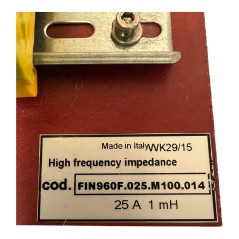 Made in Italy WK29/15
High frequency impedance
cod. FIN960F.025.M100.014
25 A 1 mH